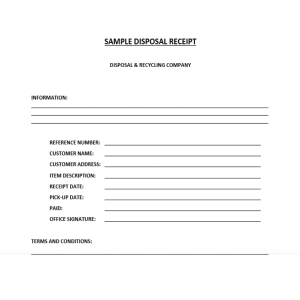 SAMPLE DISPOSAL RECEIPT
DISPOSAL & RECYCLING COMPANY
INFORMATION:
REFERENCE NUMBER:
CUSTOMER NAME:
CUSTOMER ADDRESS:
ITEM DESCRIPTION:
RECEIPT DATE:
PICK-UP DATE:
PAID:
OFFICE SIGNATURE:
TERMS AND CONDITIONS: